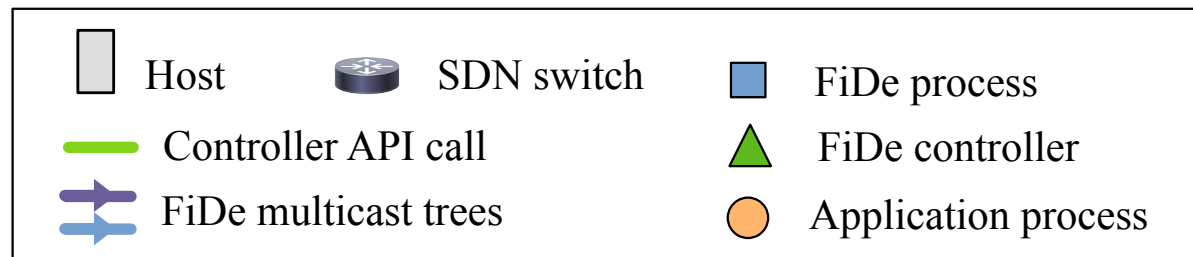 Host SDN switch FiDe process
Controller API call FiDe controller
FiDe multicast trees Application process